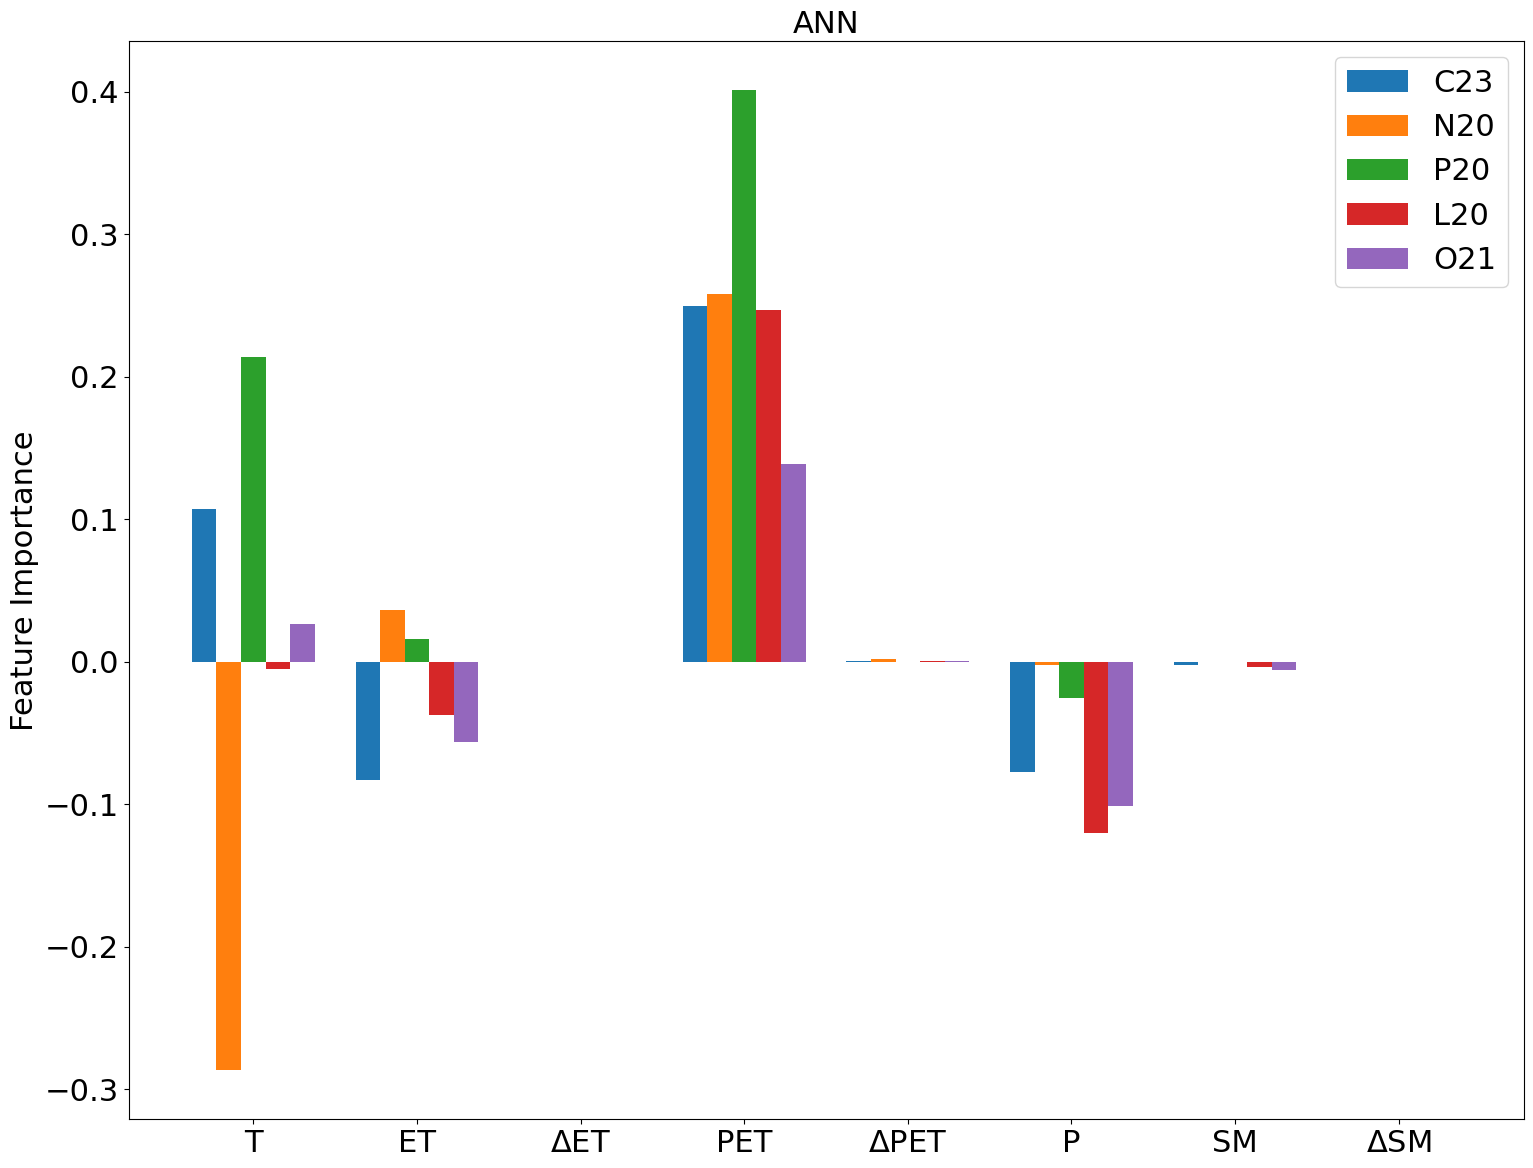 ANN
C23
N20
P20
L20
O21
Feature Importance
0.4
0.3
0.2
0.1
0.0
−0.1
−0.2
−0.3
T ET ΔET PET ΔPET P SM ΔSM